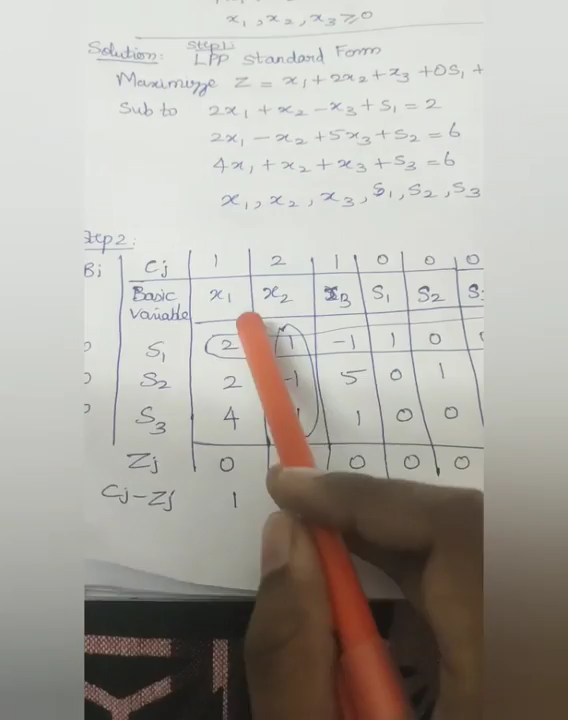 x1, x2, x3 ≥ 0
Solution: Step1:
LPP Standard Form
Maximize Z = x1 + 2x2 + x3 + 0S1 +
Sub to 2x1 + x2 - x3 + S1 = 2
2x1 - x2 + 5x3 + S2 = 6
4x1 + x2 + x3 + S3 = 6
x1, x2, x3, S1, S2, S3
Step2:
Bi Cj 1 2 1 0 0 0
Basic Variable x1 x2 x3 S1 S2 S
S1 2 1 -1 1 0
S2 2 -1 5 0 1
S3 4 1 0 0
Zj 0 0 0 0
Cj-Zj 1